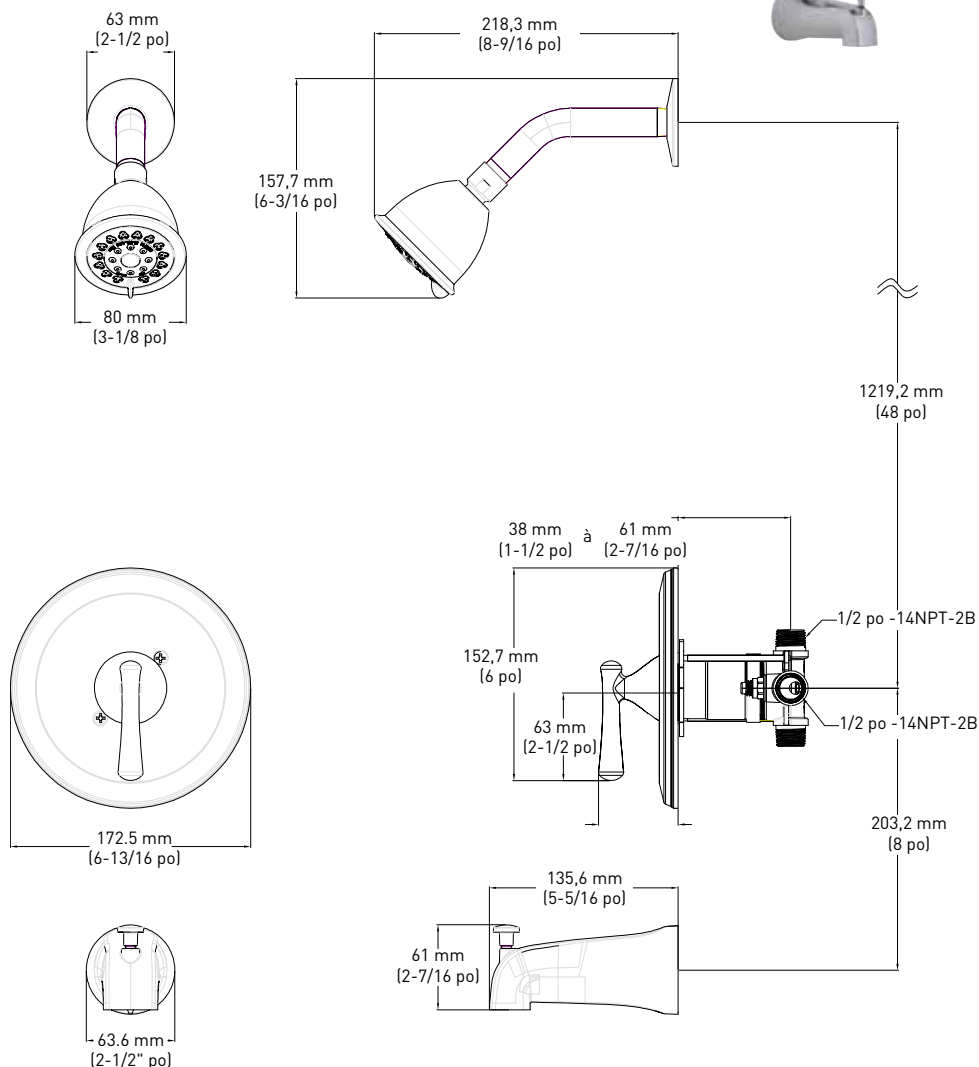 63 mm
(2-1/2 po)
218,3 mm
(8-9/16 po)
157,7 mm
(6-3/16 po)
80 mm
(3-1/8 po)
1219,2 mm
(48 po)
38 mm
(1-1/2 po)
à
61 mm
(2-7/16 po)
1/2 po -14NPT-2B
152,7 mm
(6 po)
63 mm
(2-1/2 po)
1/2 po -14NPT-2B
172.5 mm
(6-13/16 po)
203,2 mm
(8 po)
135,6 mm
(5-5/16 po)
61 mm
(2-7/16 po)
63.6 mm
(2-1/2" po)